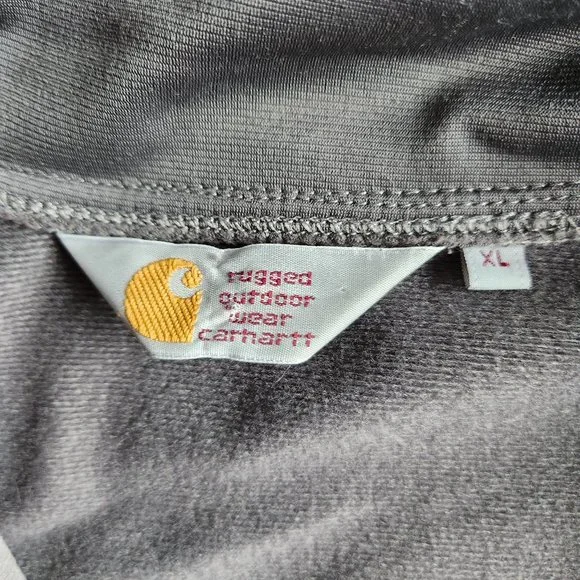 rugged
outdoor
wear
carhartt
XL